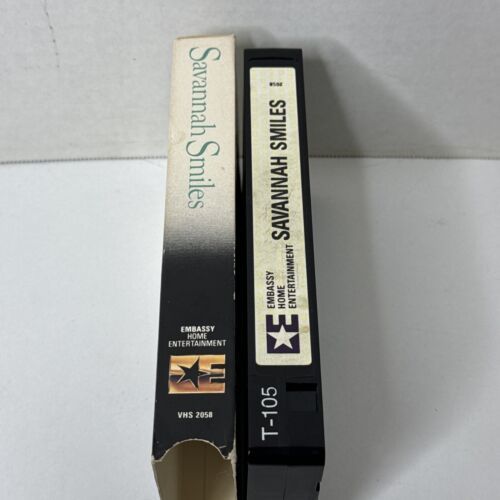 Savannah Smiles
EMBASSY
HOME
ENTERTAINMENT
E
VHS 2058
SAVANNAH SMILES
EMBASSY
HOME
ENTERTAINMENT
E
T-105